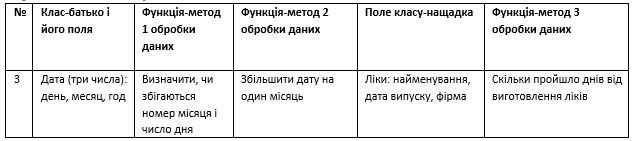 №
Клас-батько і
його поля
Функція-метод
1 обробки
даних
Функція-метод 2
обробки даних
Поле класу-нащадка
Функція-метод 3
обробки даних
3
Дата (три числа):
день, месяц, год
Визначити, чи
збігаються
номер місяця і
число дня
Збільшити дату на
один місяць
Ліки: найменування,
дата випуску, фірма
Скільки пройшло днів від
виготовлення ліків